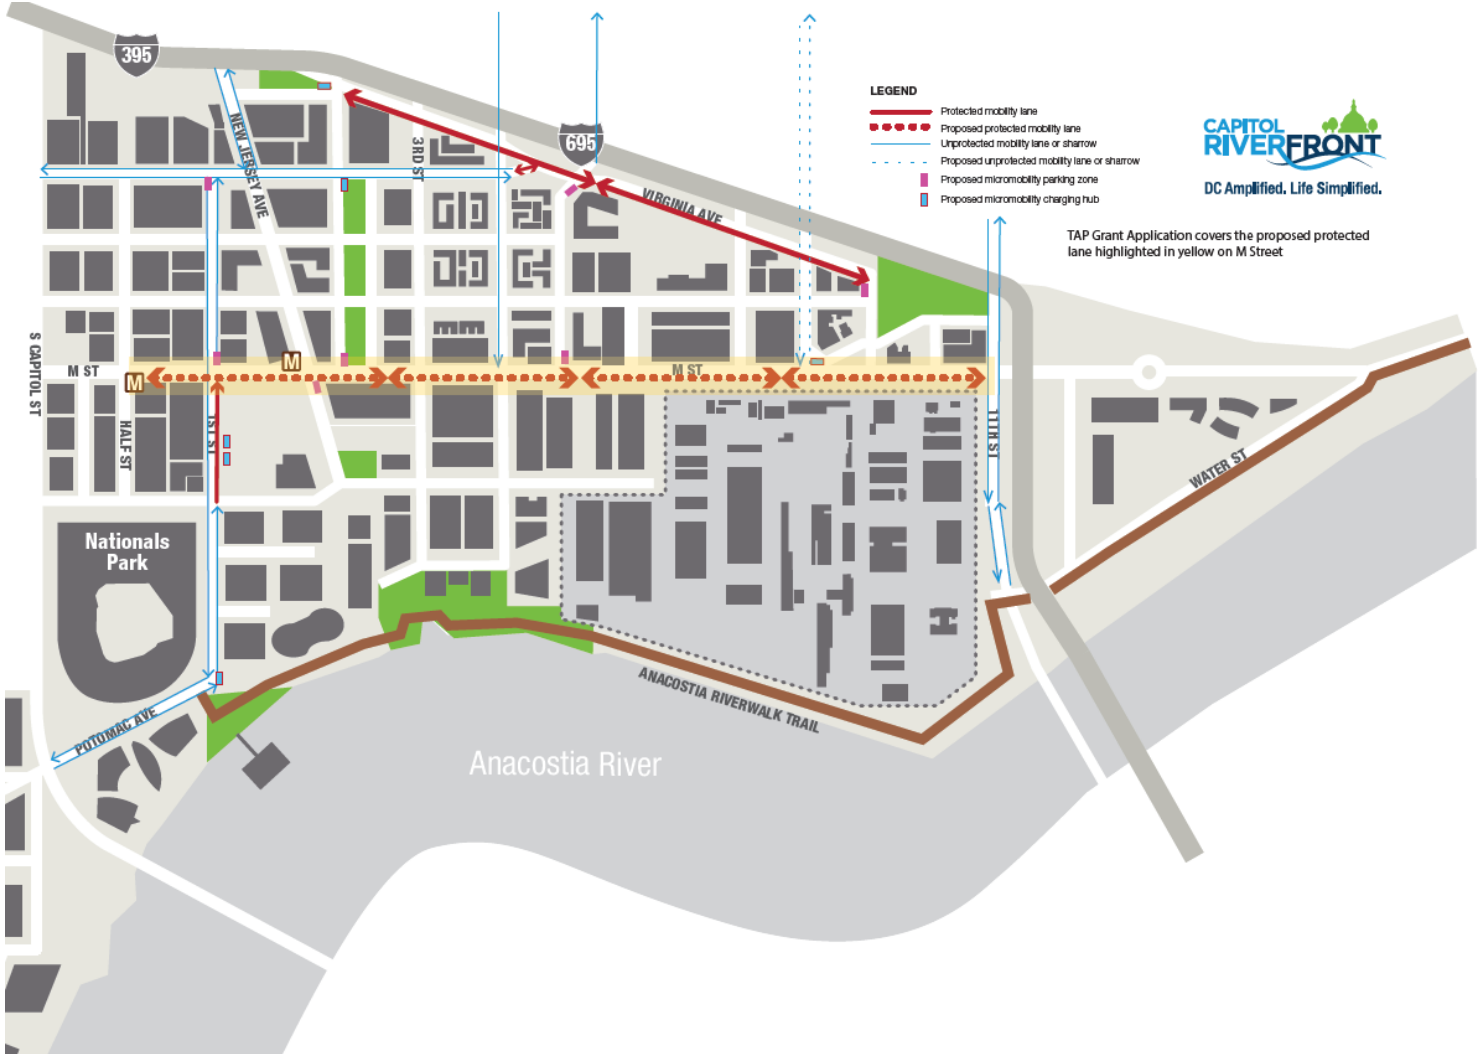 395
695
LEGEND
Protected mobility lane
Proposed protected mobility lane
Unprotected mobility lane or sharrow
Proposed unprotected mobility lane or sharrow
Proposed micromobility parking zone
Proposed micromobility charging hub
CAPITOL
RIVERFRONT
DC Amplified. Life Simplified.
TAP Grant Application covers the proposed protected
lane highlighted in yellow on M Street
NEW JERSEY AVE
3RD ST
VIRGINIA AVE
S CAPITOL ST
M ST
M
M
M ST
HALF ST
1ST ST
11TH ST
WATER ST
Nationals
Park
POTOMAC AVE
ANACOSTIA RIVERWALK TRAIL
Anacostia River